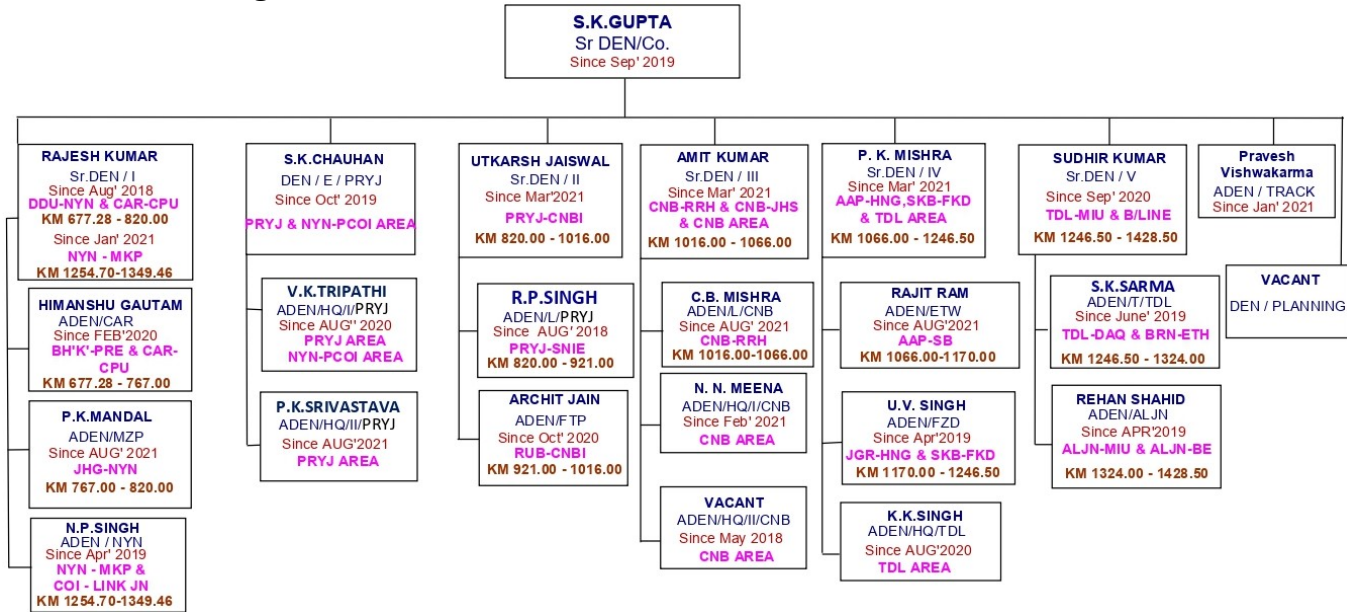 S.K.GUPTA
Sr DEN/Co.
Since Sep' 2019
RAJESH KUMAR
Sr.DEN / I
Since Aug' 2018
DDU-NYN & CAR-CPU
KM 677.28 - 820.00
Since Jan' 2021
NYN - MKP
KM 1254.70-1349.46
HIMANSHU GAUTAM
ADEN/CAR
Since FEB'2020
BH'K'-PRE & CAR-
CPU
KM 677.28 - 767.00
P.K.MANDAL
ADEN/MZP
Since AUG' 2021
JHG-NYN
KM 767.00 - 820.00
N.P.SINGH
ADEN / NYN
Since Apr' 2019
NYN - MKP &
COI - LINK JN
KM 1254.70-1349.46
S.K.CHAUHAN
DEN / E / PRYJ
Since Oct' 2019
PRYJ & NYN-PCOI AREA
V.K.TRIPATHI
ADEN/HQ/I/PRYJ
Since AUG'' 2020
PRYJ AREA
NYN-PCOI AREA
P.K.SRIVASTAVA
ADEN/HQ/II/PRYJ
Since AUG'2021
PRYJ AREA
UTKARSH JAISWAL
Sr.DEN / II
Since Mar'2021
PRYJ-CNBI
KM 820.00 - 1016.00
R.P.SINGH
ADEN/L/PRYJ
Since AUG' 2018
PRYJ-SNIE
KM 820.00 - 921.00
ARCHIT JAIN
ADEN/FTP
Since Oct' 2020
RUB-CNBI
KM 921.00 - 1016.00
AMIT KUMAR
Sr.DEN / III
Since Mar' 2021
CNB-RRH & CNB-JHS
& CNB AREA
KM 1016.00 - 1066.00
C.B. MISHRA
ADEN/L/CNB
Since AUG' 2021
CNB-RRH
KM 1016.00-1066.00
N. N. MEENA
ADEN/HQ/I/CNB
Since Feb' 2021
CNB AREA
VACANT
ADEN/HQ/II/CNB
Since May 2018
CNB AREA
P. K. MISHRA
Sr.DEN / IV
Since Mar' 2021
AAP-HNG,SKB-FKD
& TDL AREA
KM 1066.00 - 1246.50
RAJIT RAM
ADEN/ETW
Since AUG'2021
AAP-SB
KM 1066.00-1170.00
U.V. SINGH
ADEN/FZD
Since Apr'2019
JGR-HNG & SKB-FKD
KM 1170.00 - 1246.50
K.K.SINGH
ADEN/HQ/TDL
Since AUG'2020
TDL AREA
SUDHIR KUMAR
Sr.DEN / V
Since Sep' 2020
TDL-MIU & B/LINE
KM 1246.50 - 1428.50
S.K.SARMA
ADEN/T/TDL
Since June' 2019
TDL-DAQ & BRN-ETH
KM 1246.50 - 1324.00
REHAN SHAHID
ADEN/ALJN
Since APR'2019
ALJN-MIU & ALJN-BE
KM 1324.00 - 1428.50
Pravesh
Vishwakarma
ADEN / TRACK
Since Jan' 2021
VACANT
DEN / PLANNING